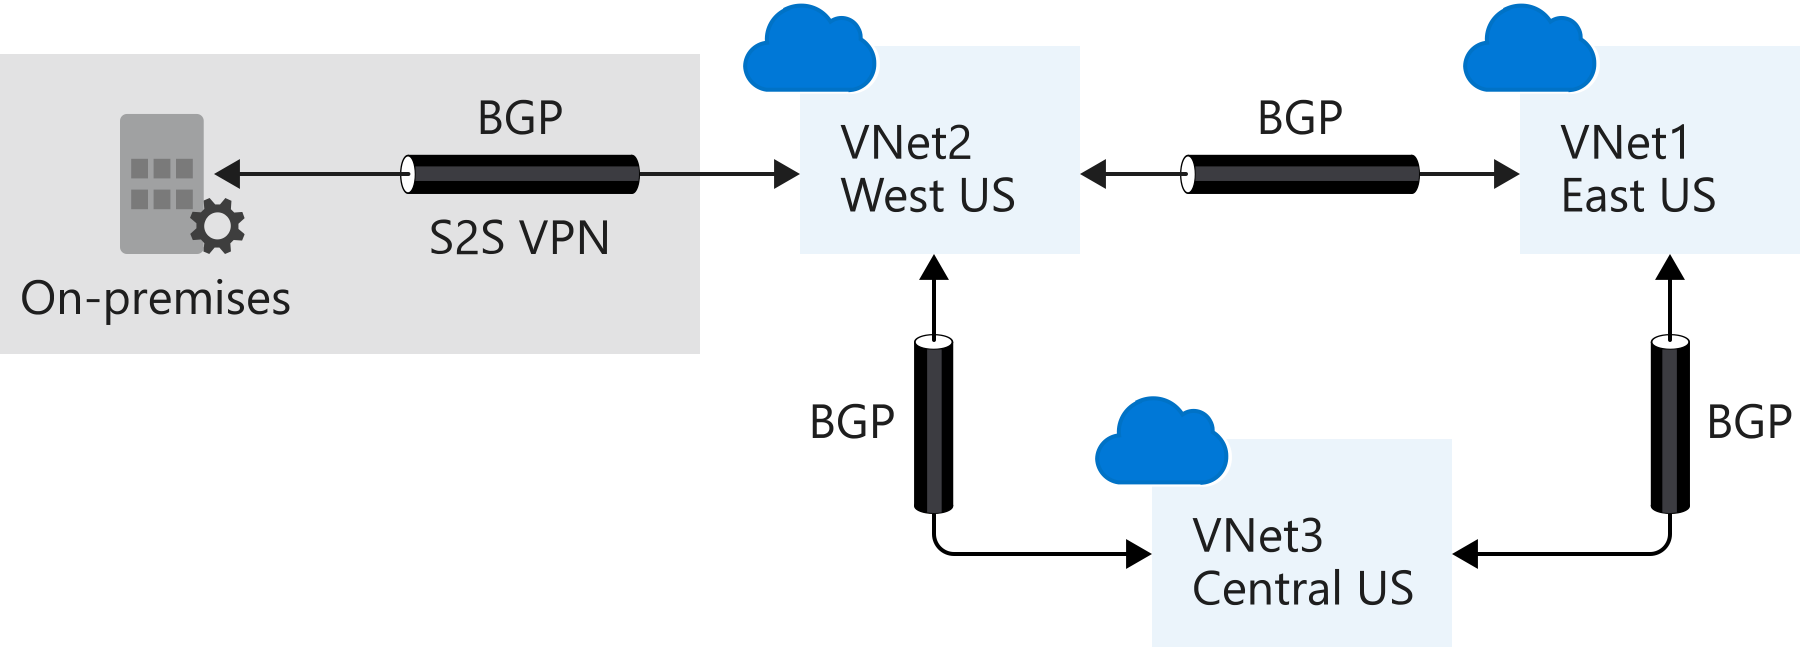 BGP
S2S VPN
On-premises
VNet2
West US
BGP
VNet1
East US
BGP
VNet3
Central US
BGP